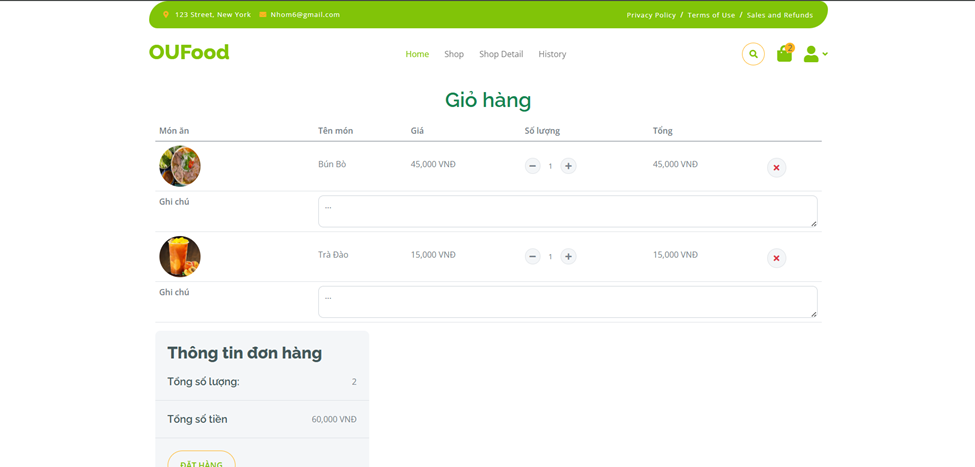 123 Street, New York Nhom6@gmail.com Privacy Policy / Terms of Use / Sales and Refunds
OUFood Home Shop Shop Detail History 2
Giỏ hàng
Món ăn Tên món Giá Số lượng Tổng
Bún Bò 45,000 VNĐ 1 45,000 VNĐ
Ghi chú ...
Trà Đào 15,000 VNĐ 1 15,000 VNĐ
Ghi chú ...
Thông tin đơn hàng
Tổng số lượng: 2
Tổng số tiền 60,000 VNĐ
ĐẶT HÀNG